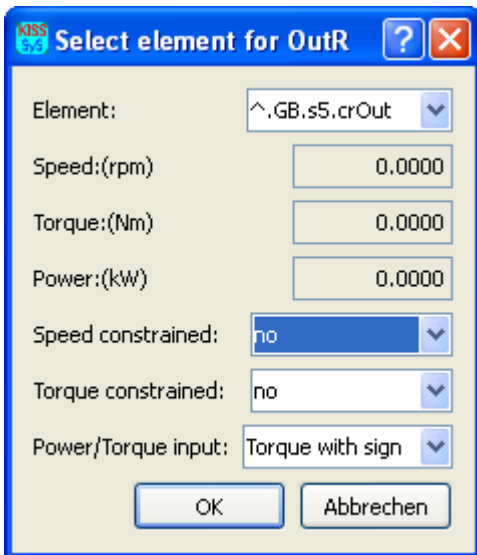 KISS SyS Select element for OutR
Element: ^.GB.s5.crOut
Speed:(rpm) 0.0000
Torque:(Nm) 0.0000
Power:(kW) 0.0000
Speed constrained: no
Torque constrained: no
Power/Torque input: Torque with sign
OK Abbrechen